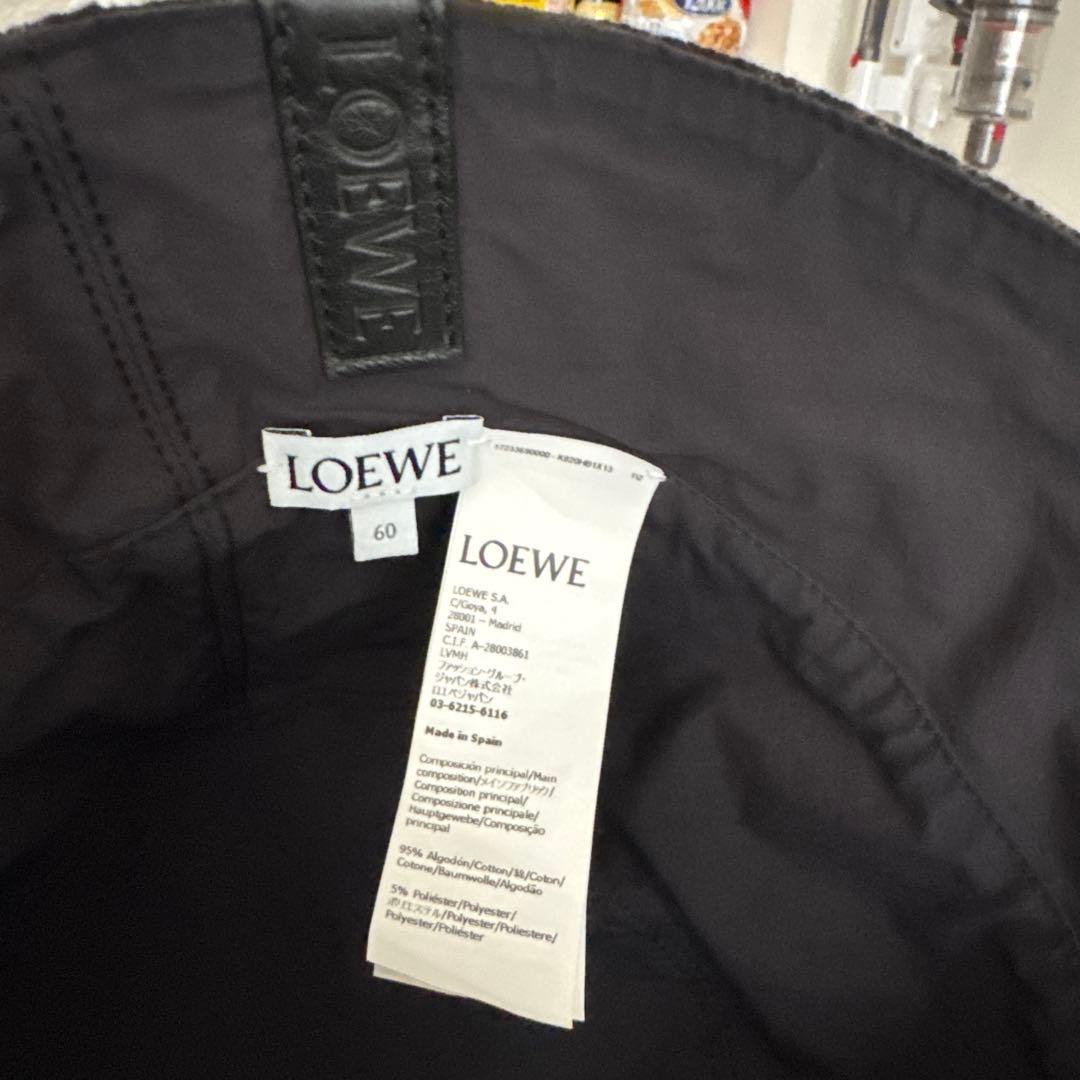 LOEWE
LOEWE
60
K820HB1X13
LOEWE
LOEWE S.A.
C/Goya, 4
28001 – Madrid
SPAIN
C.I.F. A-28003861
LVMH
ファッション・グループ・
ジャパン株式会社
ジャパン
03-6215-6116
Made in Spain
Composición principal/Main
composition/メインファブリック/
Composition principal/
Composizione principale/
Hauptgewebe/Composição
principal
95% Algodón/Cotton/綿/Coton/
Cotone/Baumwolle/Algodão
5% Poliéster/Polyester/
ポリエステル/Polyester/Poliestere/
Polyester/Poliéster